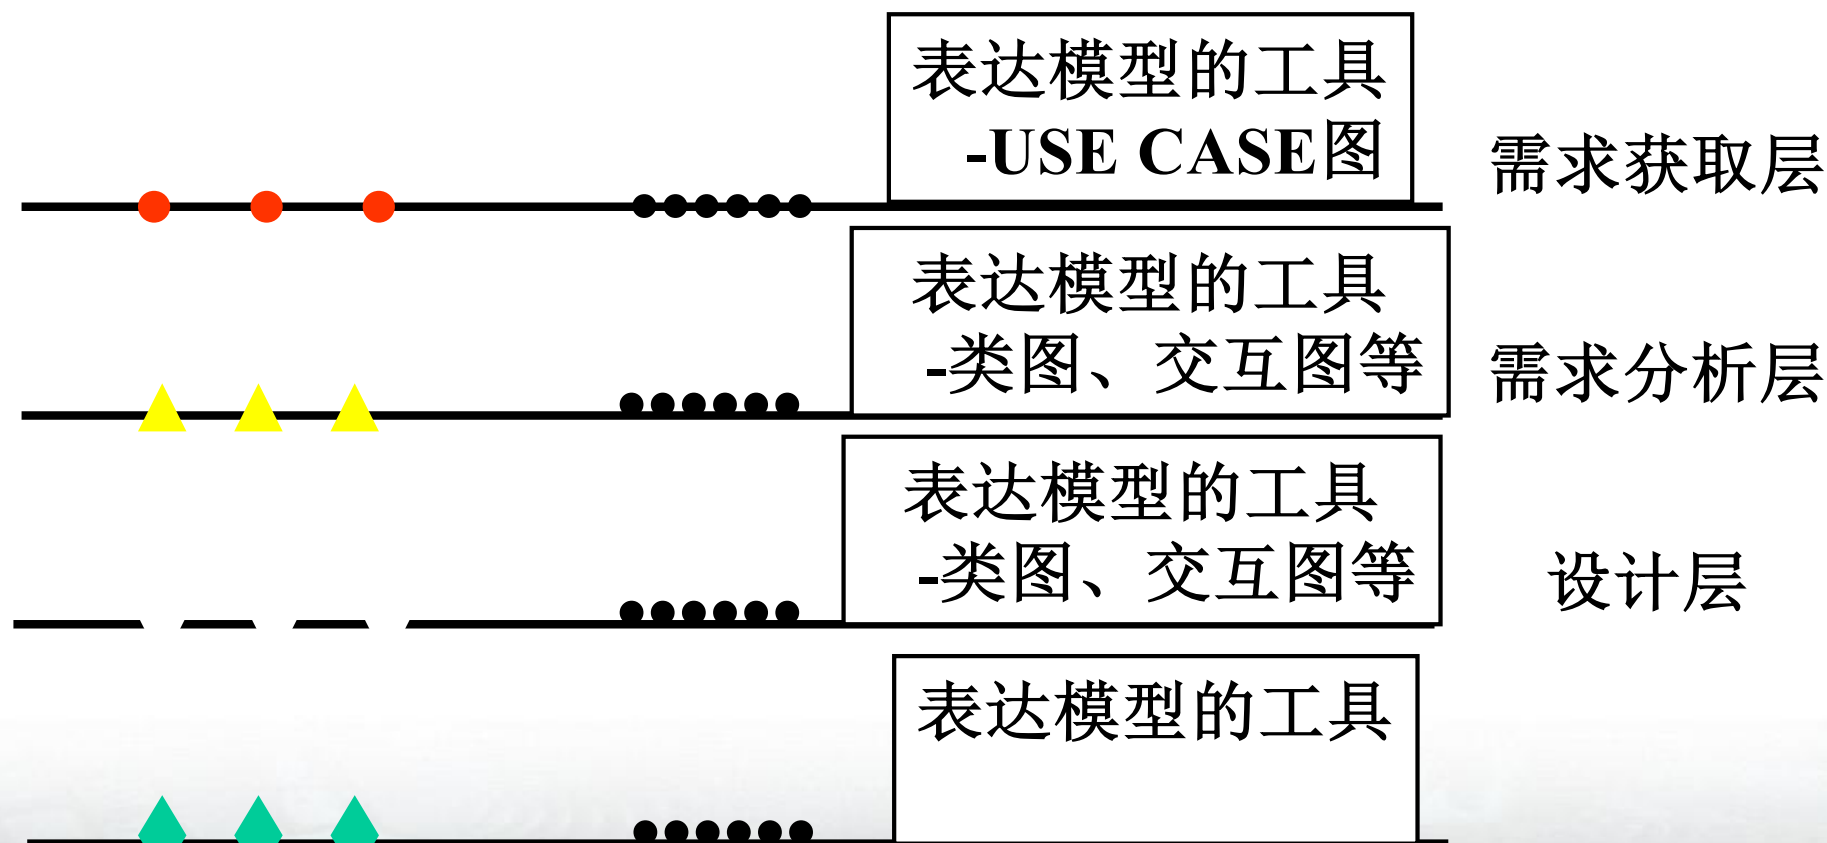 表达模型的工具
-USE CASE图
需求获取层
表达模型的工具
-类图、交互图等
需求分析层
表达模型的工具
-类图、交互图等
设计层
表达模型的工具